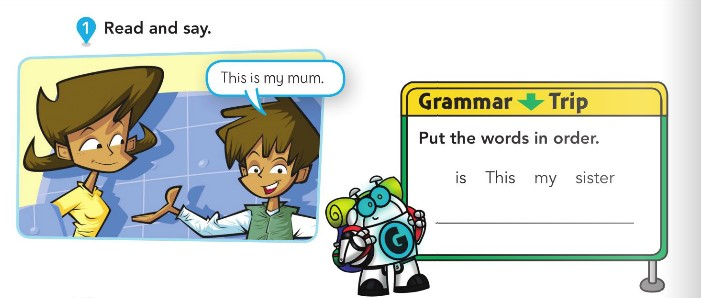 1 Read and say.
This is my mum.
Grammar Trip
Put the words in order.
is This my sister
G